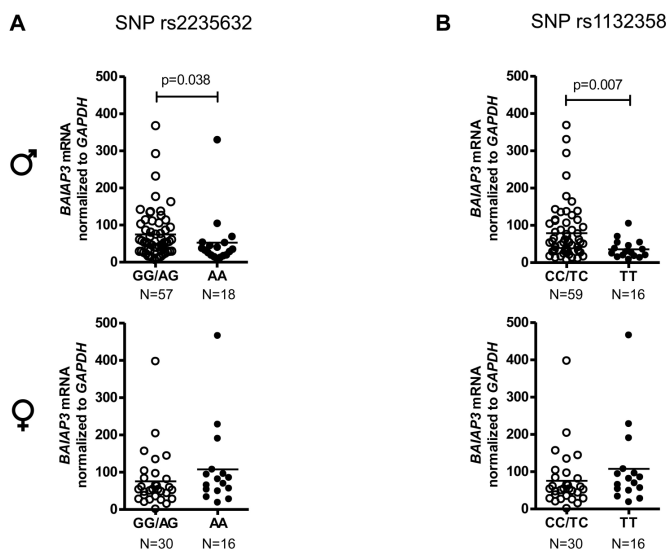 A
SNP rs2235632
♂
BAIAP3 mRNA
normalized to GAPDH
500
400
300
200
100
0
p=0.038
GG/AG
AA
N=57
N=18
♀
BAIAP3 mRNA
normalized to GAPDH
500
400
300
200
100
0
GG/AG
AA
N=30
N=16
B
SNP rs1132358
BAIAP3 mRNA
normalized to GAPDH
500
400
300
200
100
0
p=0.007
CC/TC
TT
N=59
N=16
BAIAP3 mRNA
normalized to GAPDH
500
400
300
200
100
0
CC/TC
TT
N=30
N=16